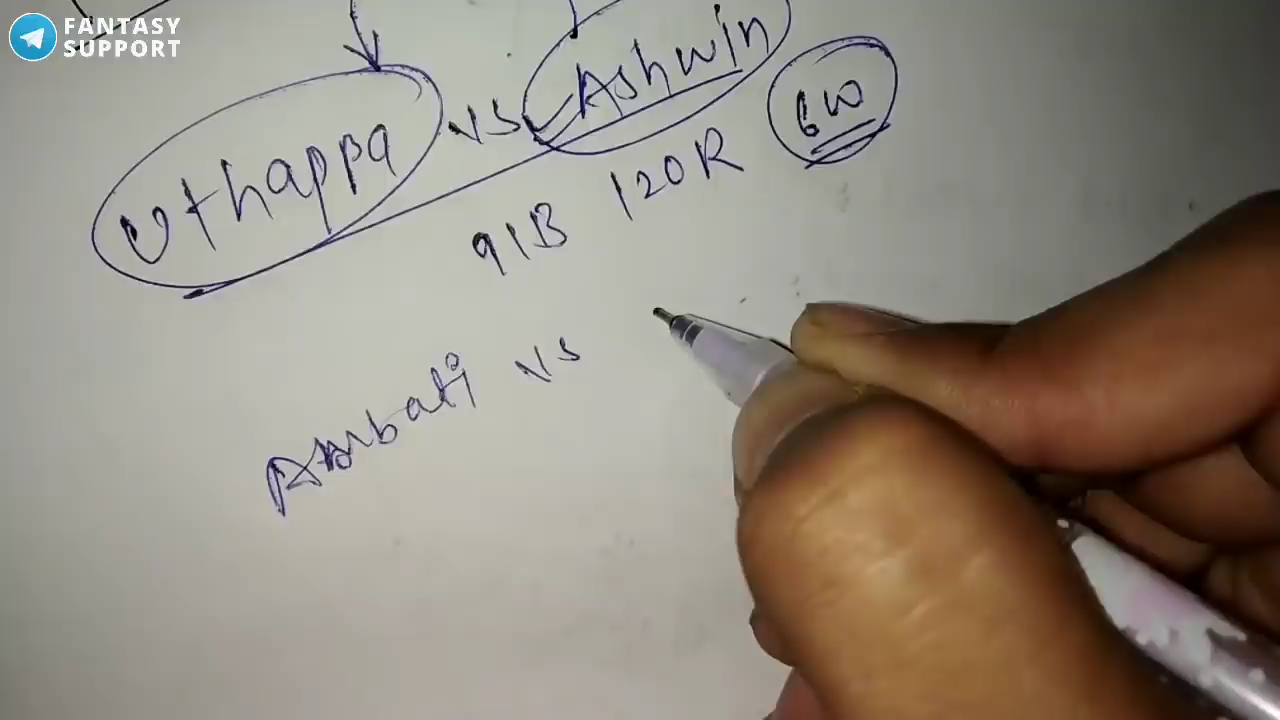 FANTASY
SUPPORT
Uthappa vs Ashwin
91B 120R 6W
Ambati vs